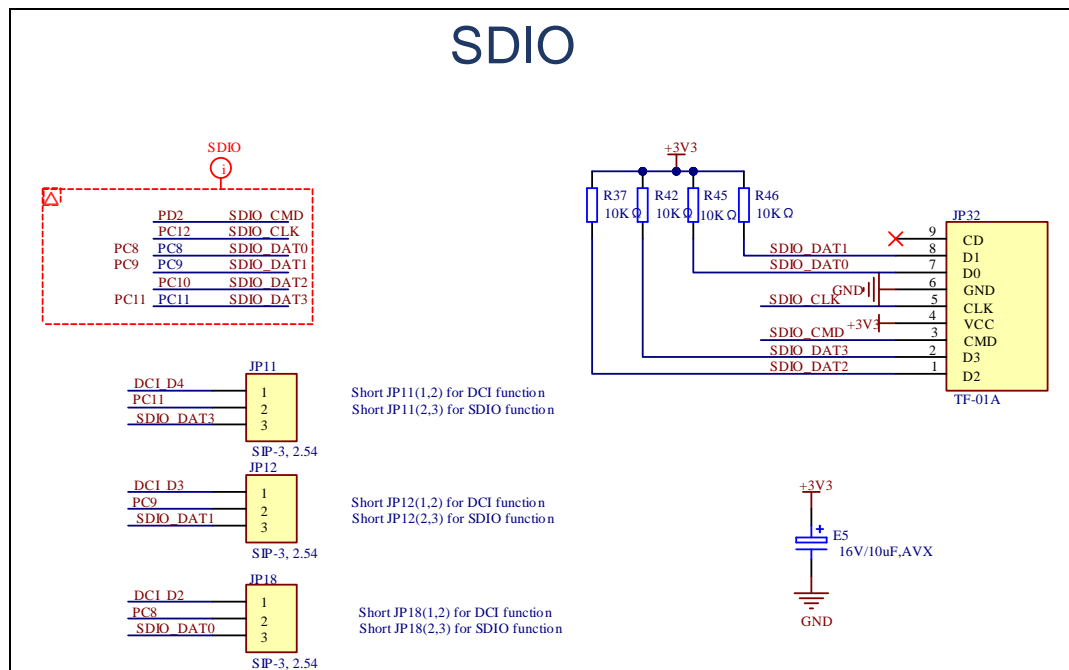 SDIO
SDIO
i
PD2 SDIO_CMD
PC12 SDIO_CLK
PC8 PC8 SDIO_DAT0
PC9 PC9 SDIO_DAT1
PC10 SDIO_DAT2
PC11 PC11 SDIO_DAT3
+3V3
R37 R42 R45 R46
10KΩ 10KΩ 10KΩ 10KΩ
JP32
9 CD
SDIO_DAT1 8 D1
SDIO_DAT0 7 D0
GND 6 GND
SDIO_CLK 5 CLK
+3V3 4 VCC
SDIO_CMD 3 CMD
SDIO_DAT3 2 D3
SDIO_DAT2 1 D2
TF-01A
JP11
DCI_D4 1
PC11 2
SDIO_DAT3 3
SIP-3, 2.54
Short JP11(1,2) for DCI function
Short JP11(2,3) for SDIO function
JP12
DCI_D3 1
PC9 2
SDIO_DAT1 3
SIP-3, 2.54
Short JP12(1,2) for DCI function
Short JP12(2,3) for SDIO function
JP18
DCI_D2 1
PC8 2
SDIO_DAT0 3
SIP-3, 2.54
Short JP18(1,2) for DCI function
Short JP18(2,3) for SDIO function
+3V3
+
E5
16V/10uF,AVX
GND